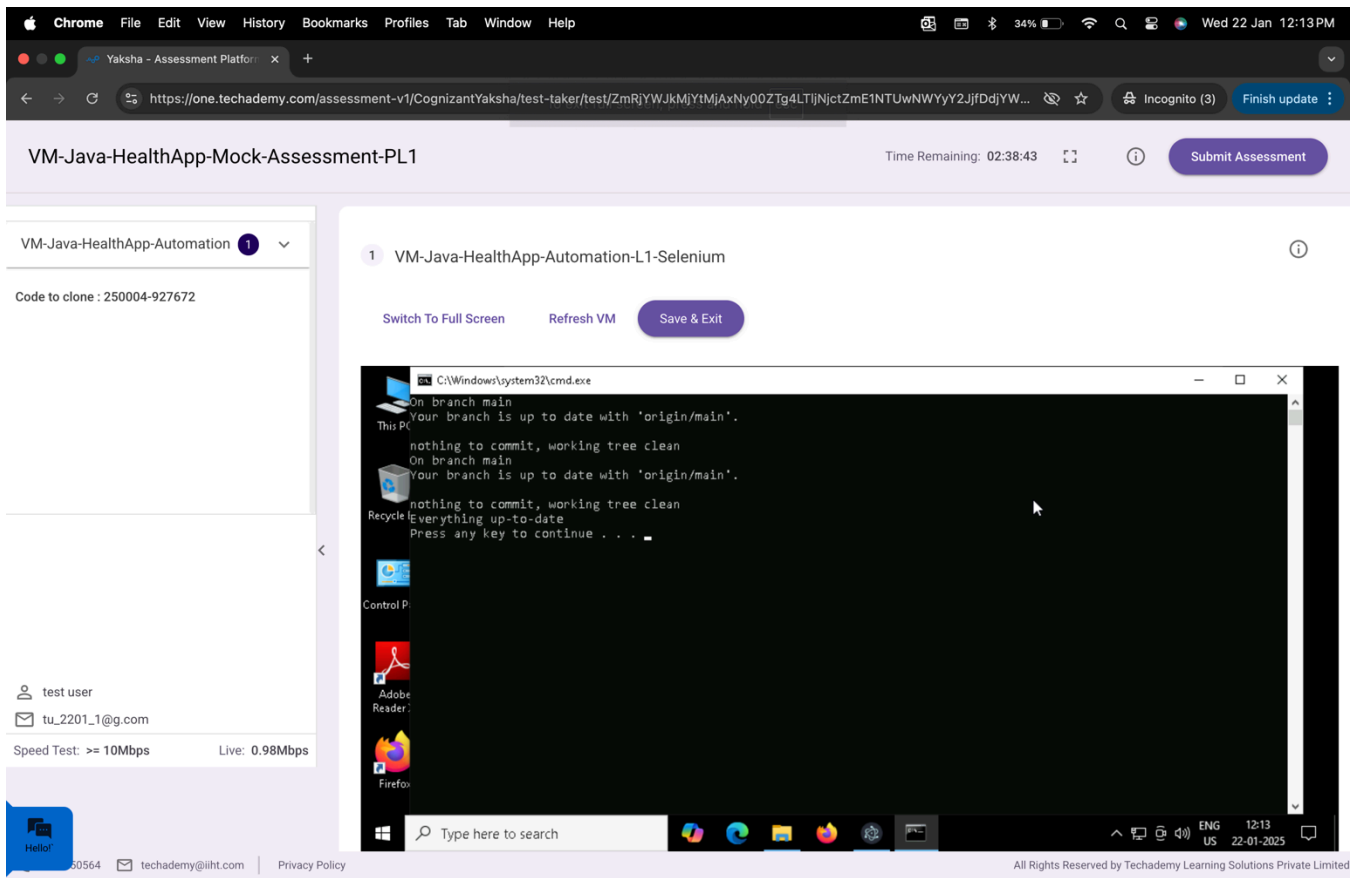 Chrome File Edit View History Bookmarks Profiles Tab Window Help 34% Wed 22 Jan 12:13 PM
Yaksha - Assessment Platfor
https://one.techademy.com/assessment-v1/CognizantYaksha/test-taker/test/ZmRjYWJkMjYtMjAxNy00ZTg4LTljNjctZmE1NTUwNWYyY2JjfDdjYW... Incognito (3) Finish update
VM-Java-HealthApp-Mock-Assessment-PL1 Time Remaining: 02:38:43 Submit Assessment
VM-Java-HealthApp-Automation 1
Code to clone : 250004-927672
1 VM-Java-HealthApp-Automation-L1-Selenium
Switch To Full Screen Refresh VM Save & Exit
C:\Windows\system32\cmd.exe
On branch main
Your branch is up to date with 'origin/main'.
This PC
nothing to commit, working tree clean
On branch main
Your branch is up to date with 'origin/main'.
nothing to commit, working tree clean
Recycle
Everything up-to-date
Press any key to continue . . .
Control P
Adobe
Reader
Firefox
test user
tu_2201_1@g.com
Speed Test: >= 10Mbps Live: 0.98Mbps
Type here to search ENG 12:13
US 22-01-2025
Hello!
50564 techademy@iiht.com Privacy Policy All Rights Reserved by Techademy Learning Solutions Private Limited